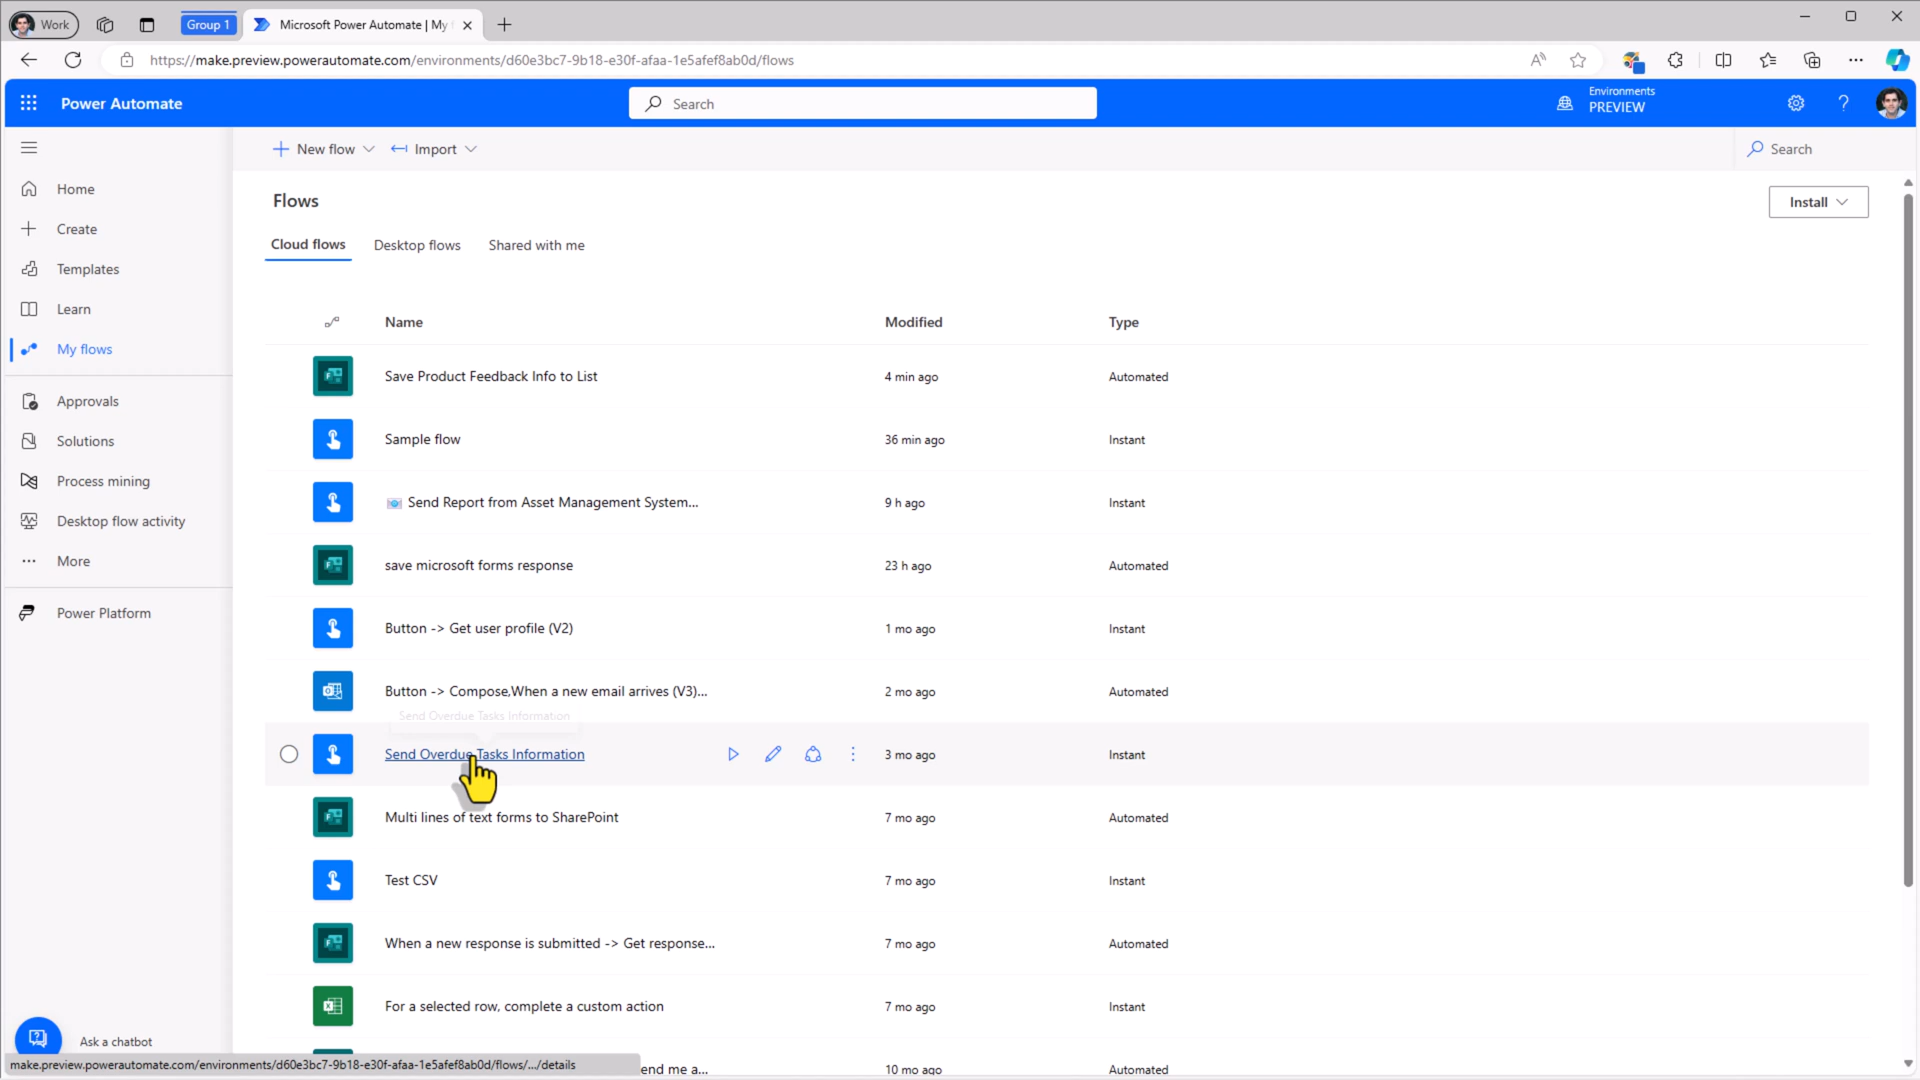 Work
Group 1
Microsoft Power Automate | My f
https://make.preview.powerautomate.com/environments/d60e3bc7-9b18-e30f-afaa-1e5afef8ab0d/flows
Power Automate
Search
Environments
PREVIEW
New flow
Import
Search
Home
Create
Templates
Learn
My flows
Approvals
Solutions
Process mining
Desktop flow activity
More
Power Platform
Ask a chatbot
Flows
Install
Cloud flows Desktop flows Shared with me
Name Modified Type
Save Product Feedback Info to List 4 min ago Automated
Sample flow 36 min ago Instant
Send Report from Asset Management System... 9 h ago Instant
save microsoft forms response 23 h ago Automated
Button -> Get user profile (V2) 1 mo ago Instant
Button -> Compose,When a new email arrives (V3)... 2 mo ago Automated
Send Overdue Tasks Information
Send Overdue Tasks Information 3 mo ago Instant
Multi lines of text forms to SharePoint 7 mo ago Automated
Test CSV 7 mo ago Instant
When a new response is submitted -> Get response... 7 mo ago Automated
For a selected row, complete a custom action 7 mo ago Instant
end me a... 10 mo ago Automated
make.preview.powerautomate.com/environments/d60e3bc7-9b18-e30f-afaa-1e5afef8ab0d/flows/.../details